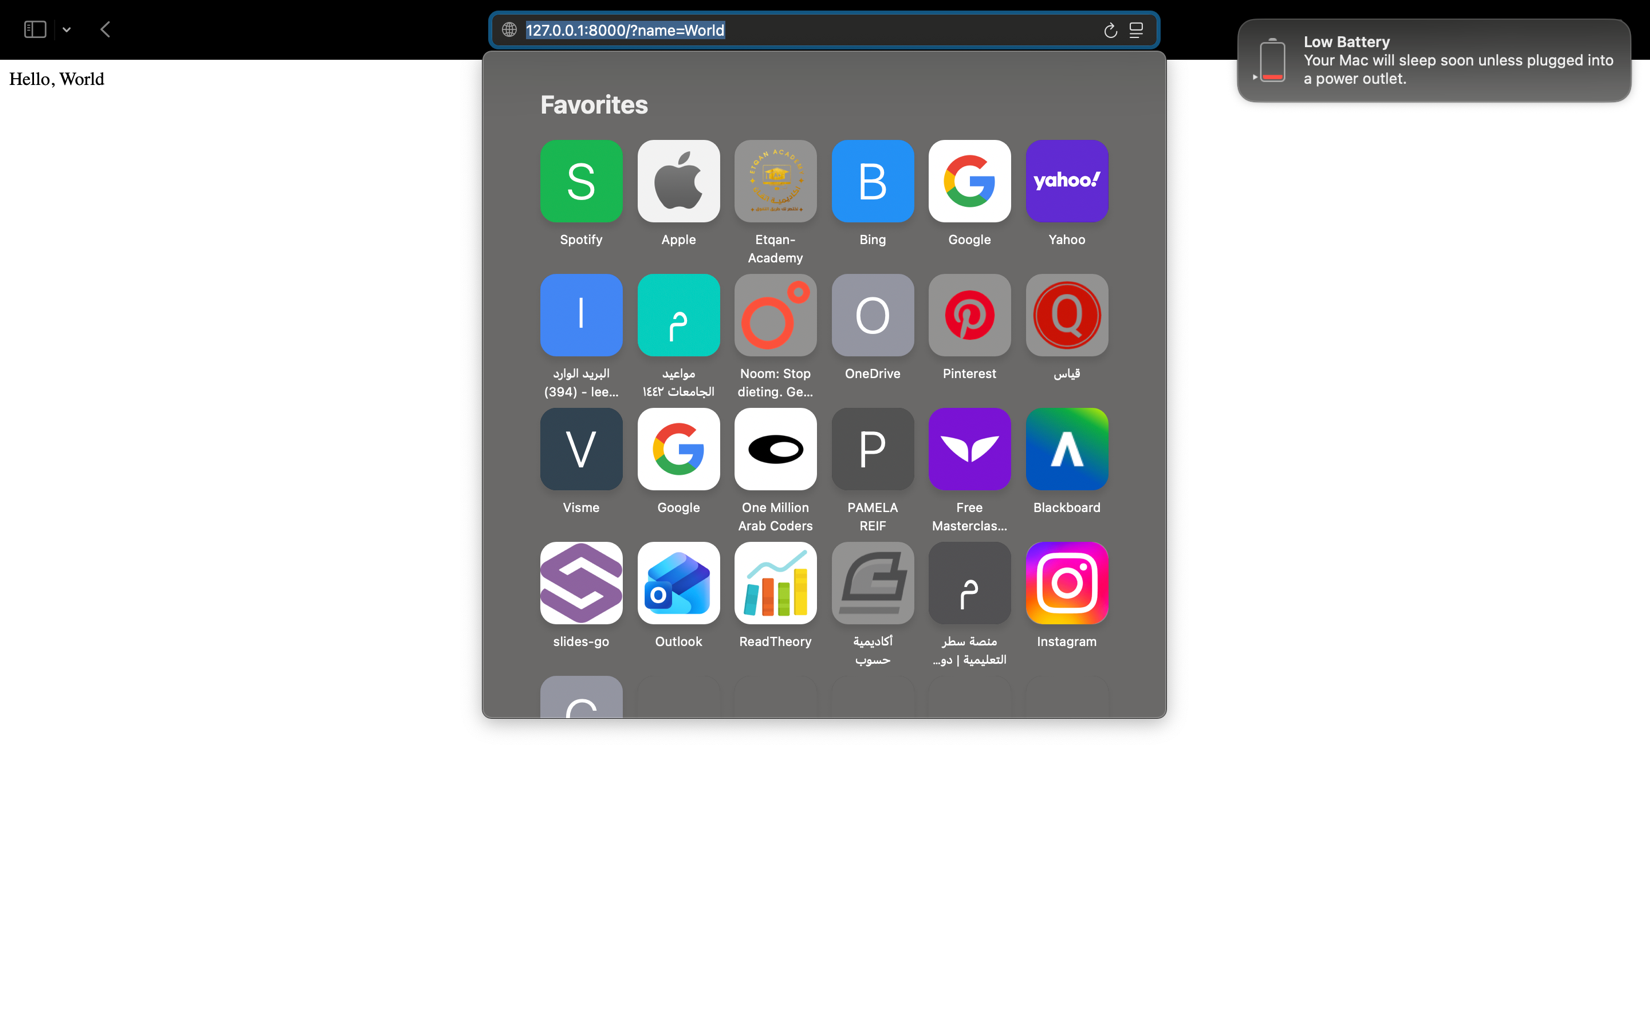 127.0.0.1:8000/?name=World
Low Battery
Your Mac will sleep soon unless plugged into
a power outlet.
Hello, World
Favorites
S
B
yahoo!
Spotify
Apple
Etqan-
Academy
Bing
Google
Yahoo
ا
م
O
Q
البريد الوارد
(394) - lee...
مواعيد
الجامعات ١٤٤٢
Noom: Stop
dieting. Ge...
OneDrive
Pinterest
قياس
V
P
Visme
Google
One Million
Arab Coders
PAMELA
REIF
Free
Masterclas...
Blackboard
م
slides-go
Outlook
ReadTheory
أكاديمية
حسوب
منصة سطر
التعليمية | دو...
Instagram